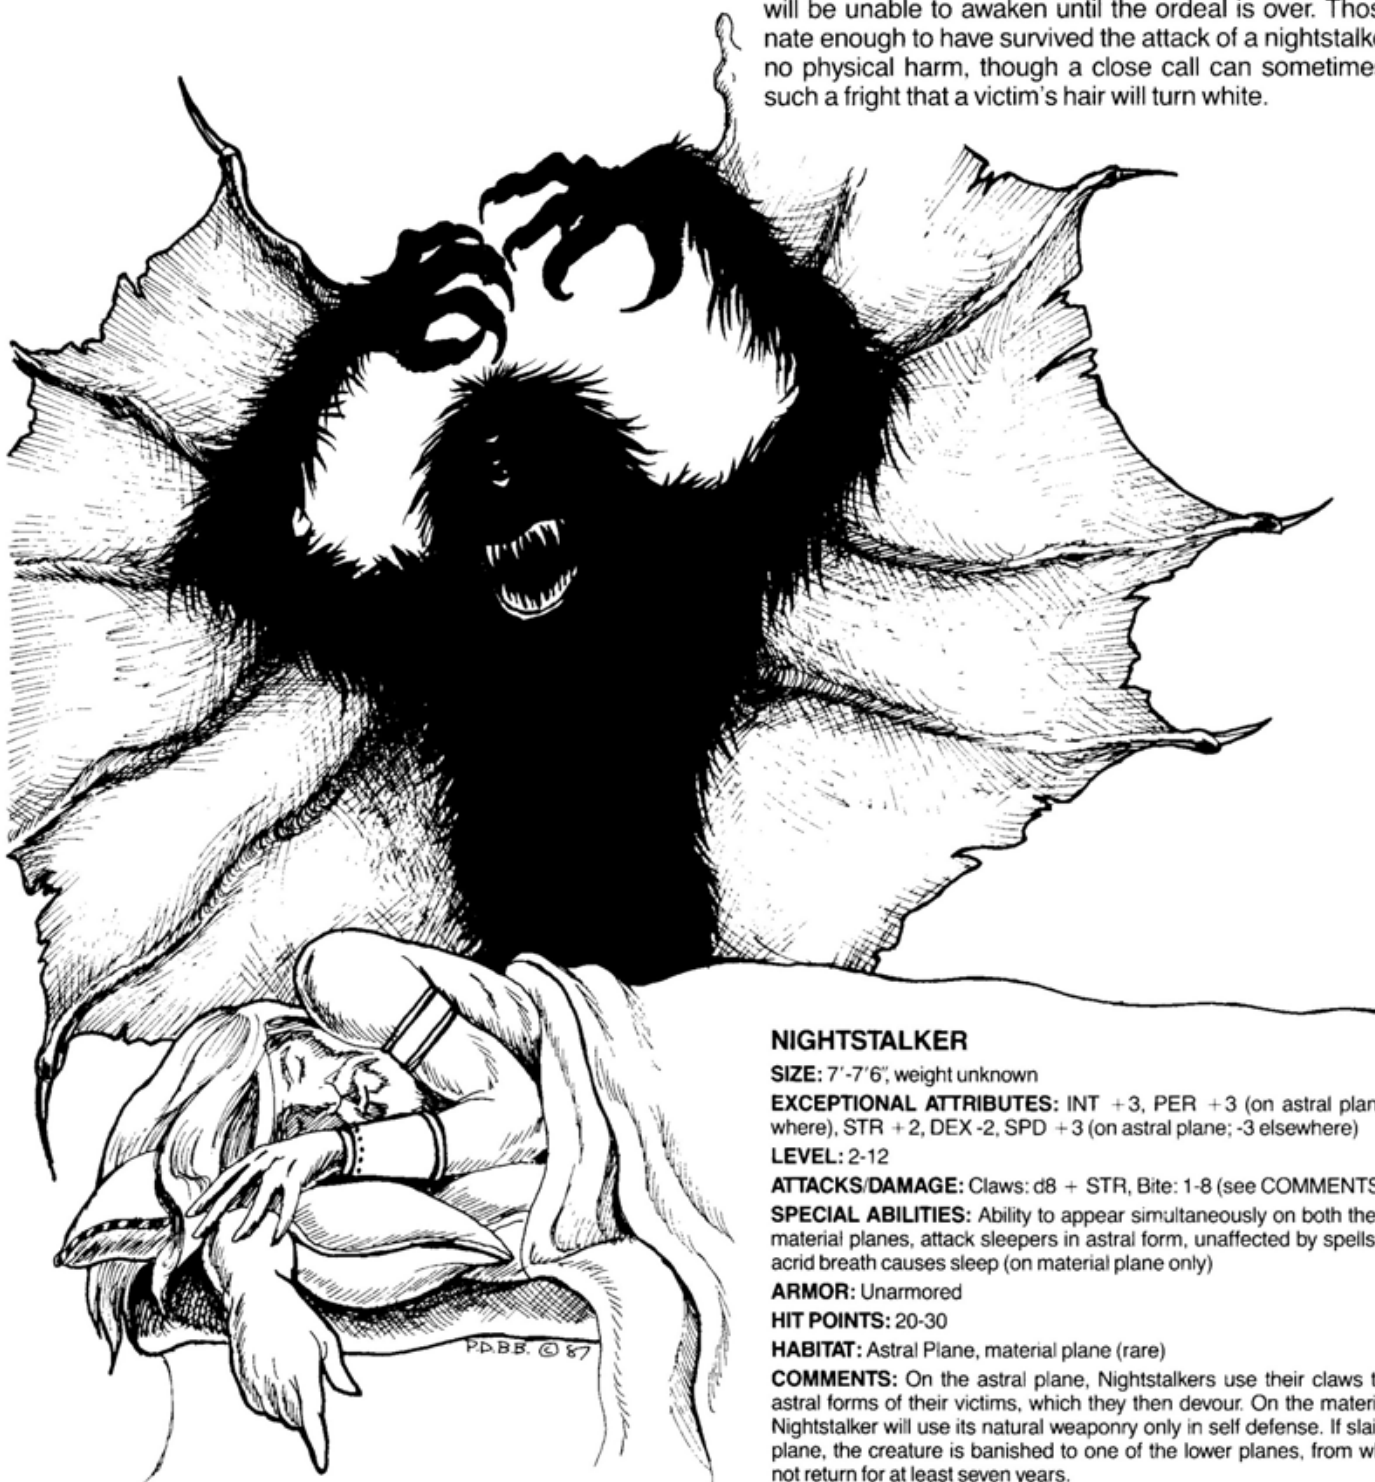 will be unable to awaken until the ordeal is over. Thos
nate enough to have survived the attack of a nightstalk
no physical harm, though a close call can sometime
such a fright that a victim's hair will turn white.
P.D.B.B. © 87
NIGHTSTALKER
SIZE: 7'-7'6", weight unknown
EXCEPTIONAL ATTRIBUTES: INT +3, PER +3 (on astral plan
where), STR +2, DEX -2, SPD +3 (on astral plane; -3 elsewhere)
LEVEL: 2-12
ATTACKS/DAMAGE: Claws: d8 + STR, Bite: 1-8 (see COMMENTS
SPECIAL ABILITIES: Ability to appear simultaneously on both the
material planes, attack sleepers in astral form, unaffected by spells
acrid breath causes sleep (on material plane only)
ARMOR: Unarmored
HIT POINTS: 20-30
HABITAT: Astral Plane, material plane (rare)
COMMENTS: On the astral plane, Nightstalkers use their claws t
astral forms of their victims, which they then devour. On the materi
Nightstalker will use its natural weaponry only in self defense. If slai
plane, the creature is banished to one of the lower planes, from w
not return for at least seven years.